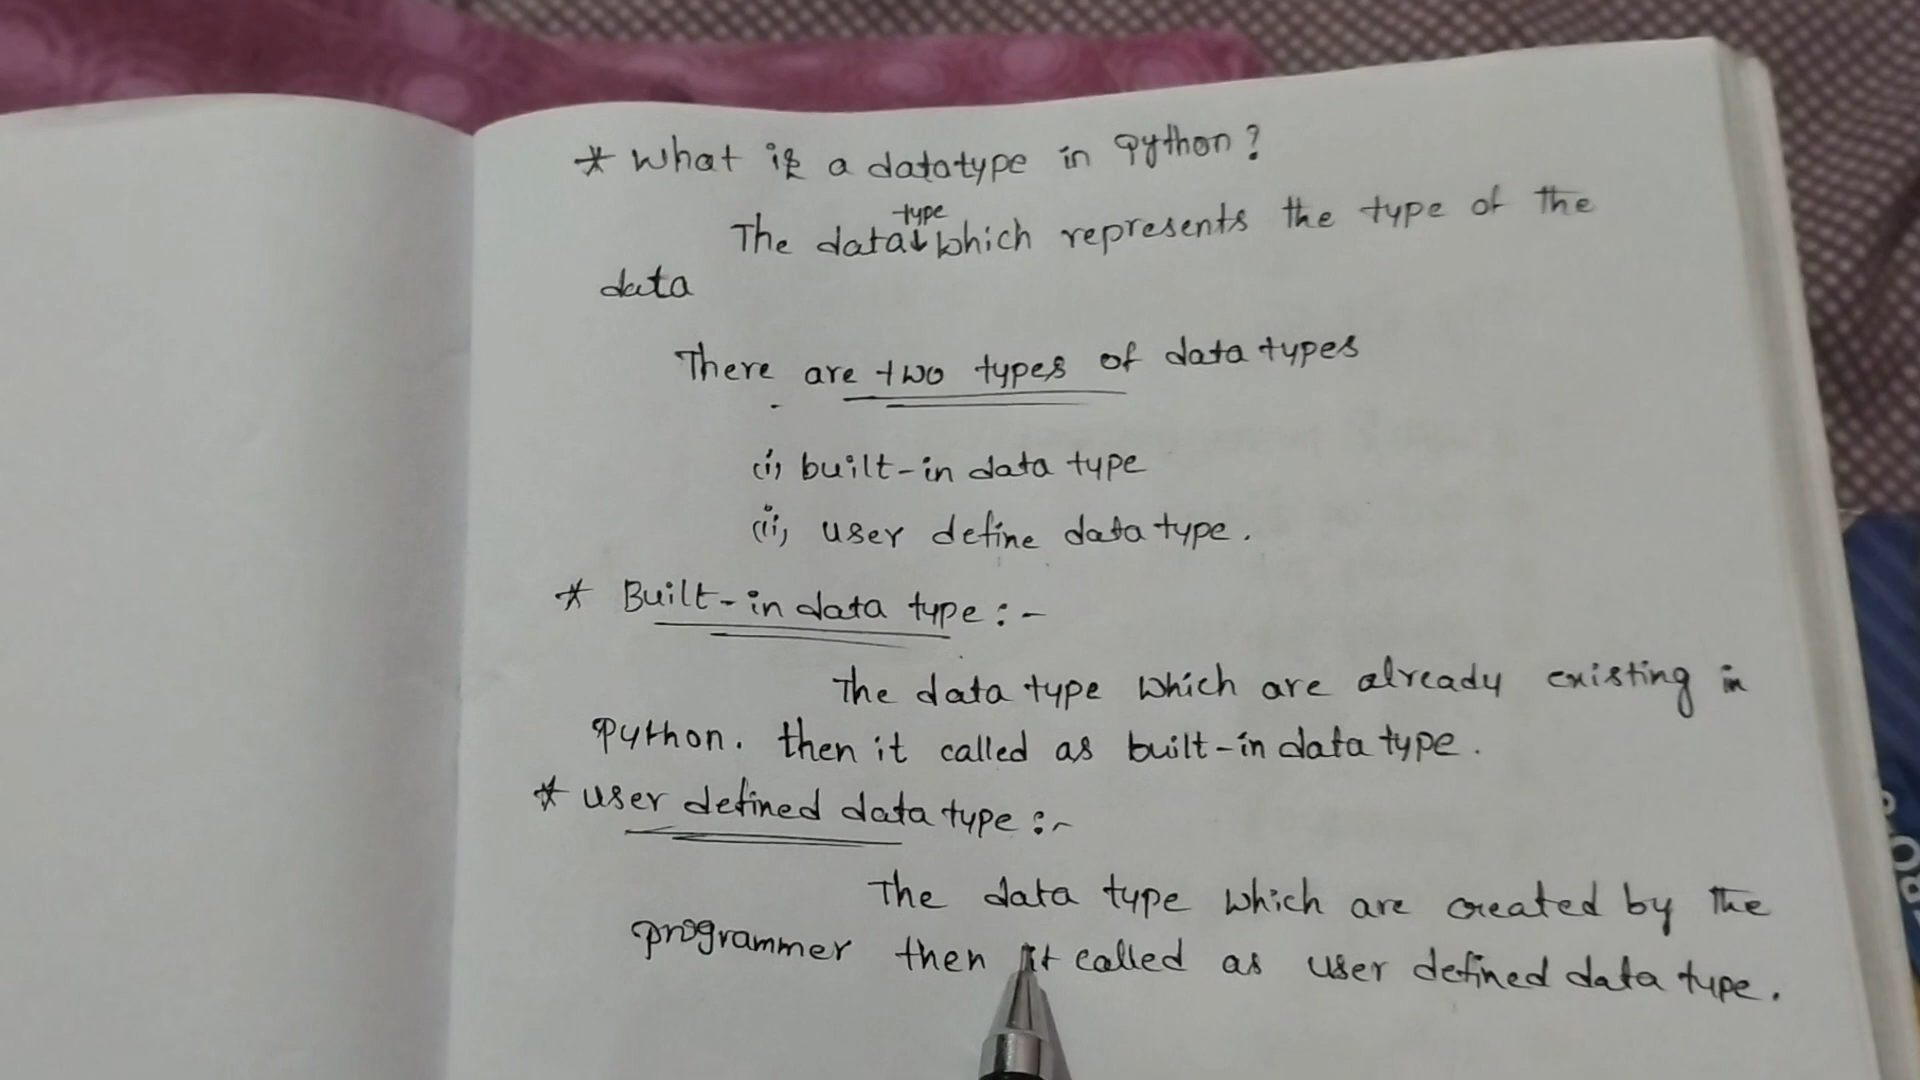 * What is a datatype in Python?
type
The data↓which represents the type of the
data
There are two types of data types
(i) built-in data type
(ii) user define data type.
* Built-in data type :-
The data type which are already existing in
Python. then it called as built-in data type.
* user defined data type :-
The data type which are created by the
programmer then it called as user defined data type.